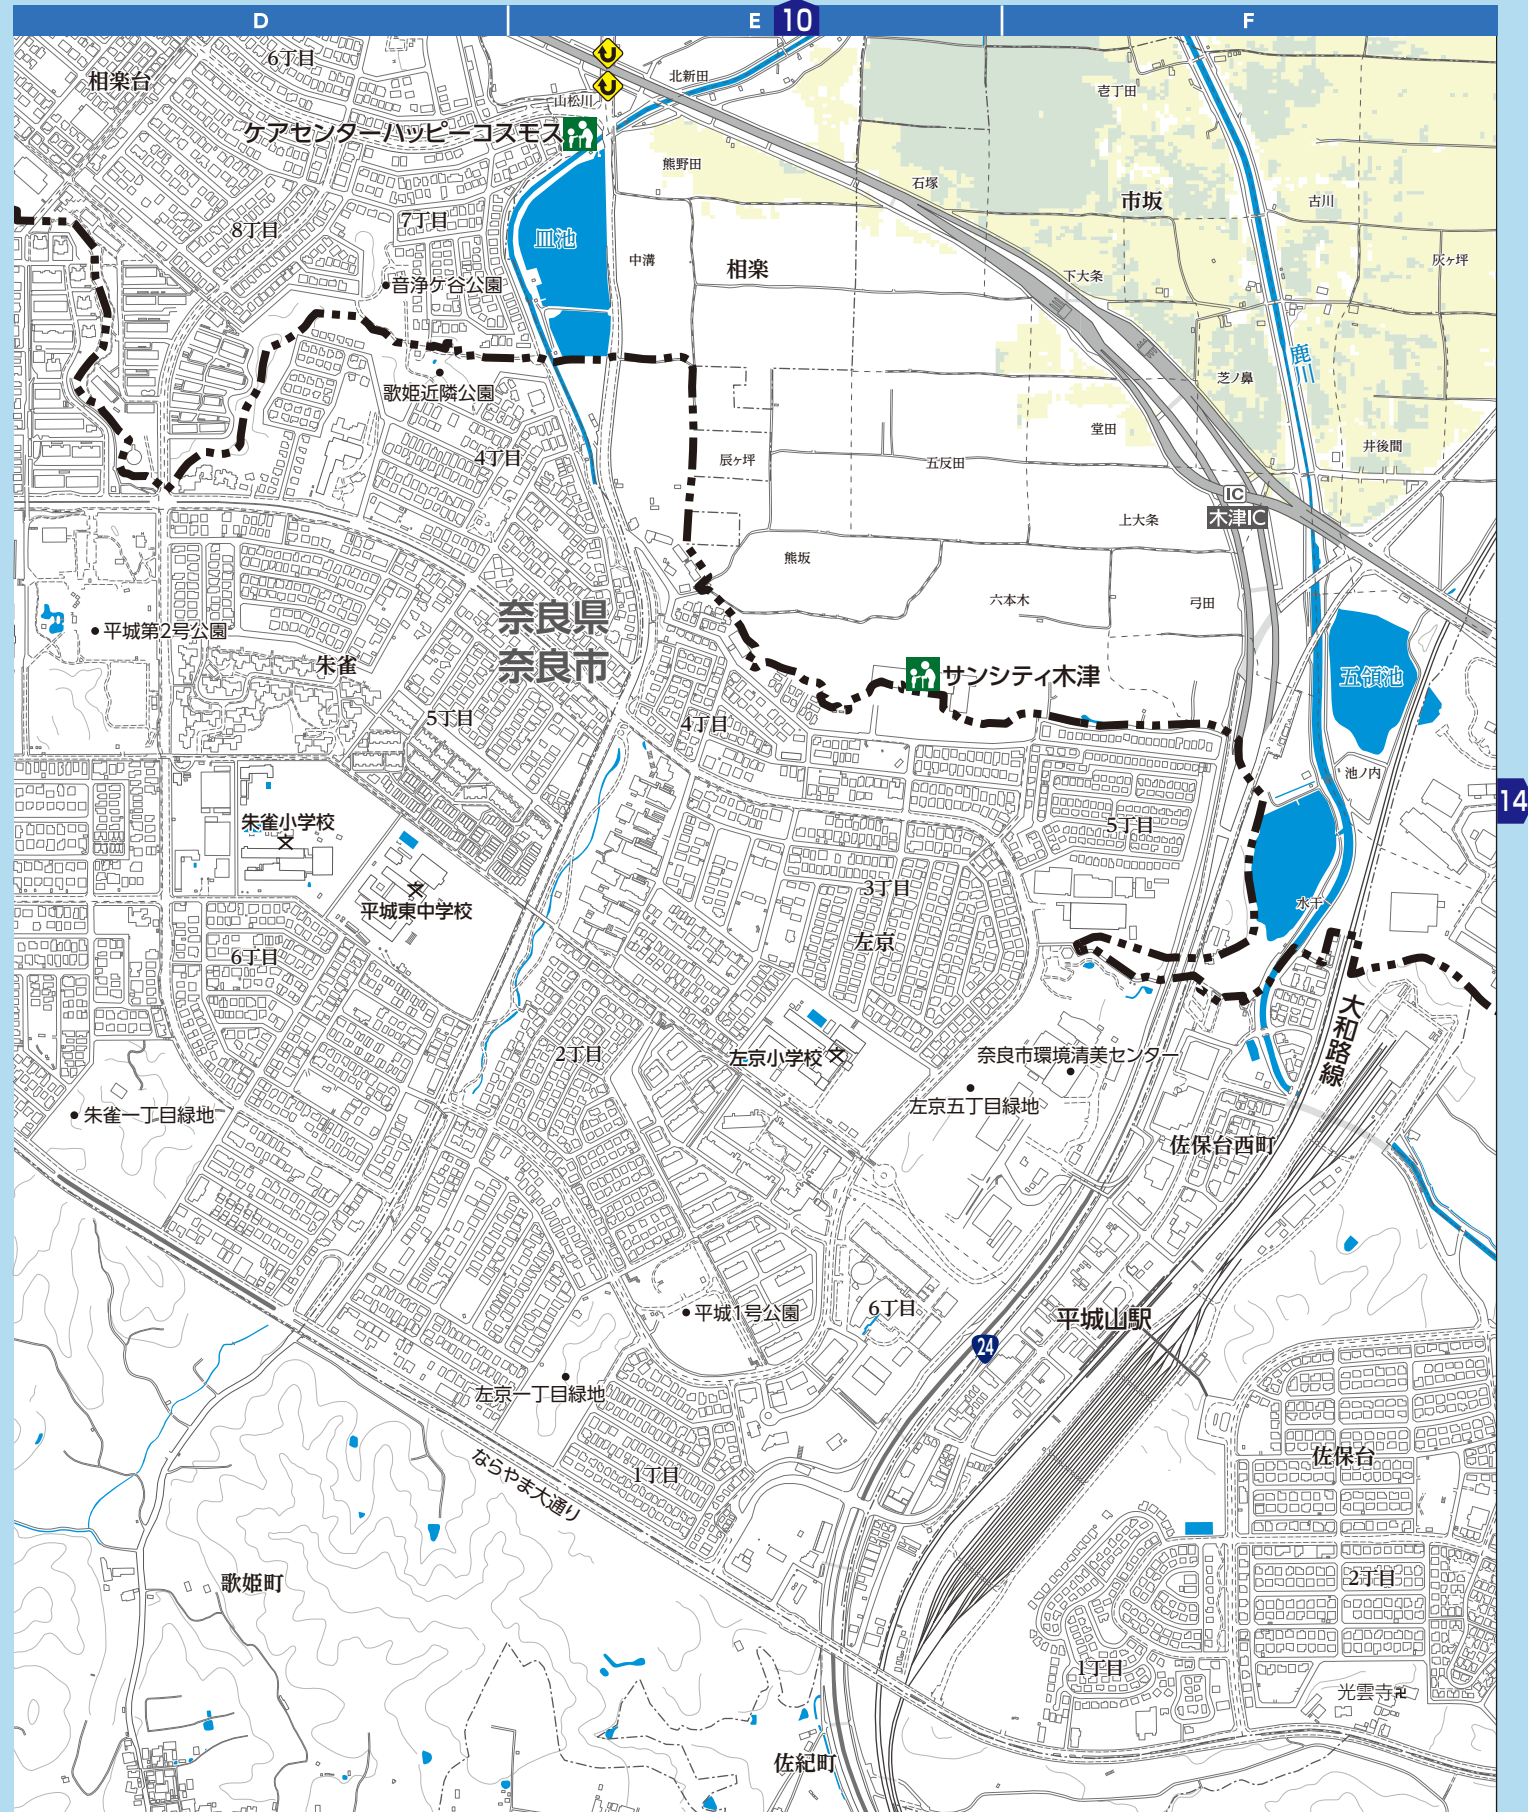 D
E
10
F
6丁目
相楽台
北新田
山松川
壱丁田
ケアセンターハッピーコスモス
熊野田
石塚
市坂
古川
8丁目
7丁目
皿池
中溝
相楽
下大条
灰ヶ坪
音浄ケ谷公園
鹿川
芝ノ鼻
歌姫近隣公園
堂田
井後間
4丁目
辰ヶ坪
五反田
IC
木津IC
上大条
熊坂
六本木
弓田
奈良県
奈良市
平城第2号公園
朱雀
サンシティ木津
五領池
5丁目
4丁目
池ノ内
14
朱雀小学校
5丁目
3丁目
平城東中学校
水干
左京
6丁目
大和路線
2丁目
左京小学校
奈良市環境清美センター
朱雀一丁目緑地
左京五丁目緑地
佐保台西町
平城1号公園
6丁目
平城山駅
24
左京一丁目緑地
佐保台
1丁目
ならやま大通り
歌姫町
2丁目
1丁目
光雲寺
佐紀町